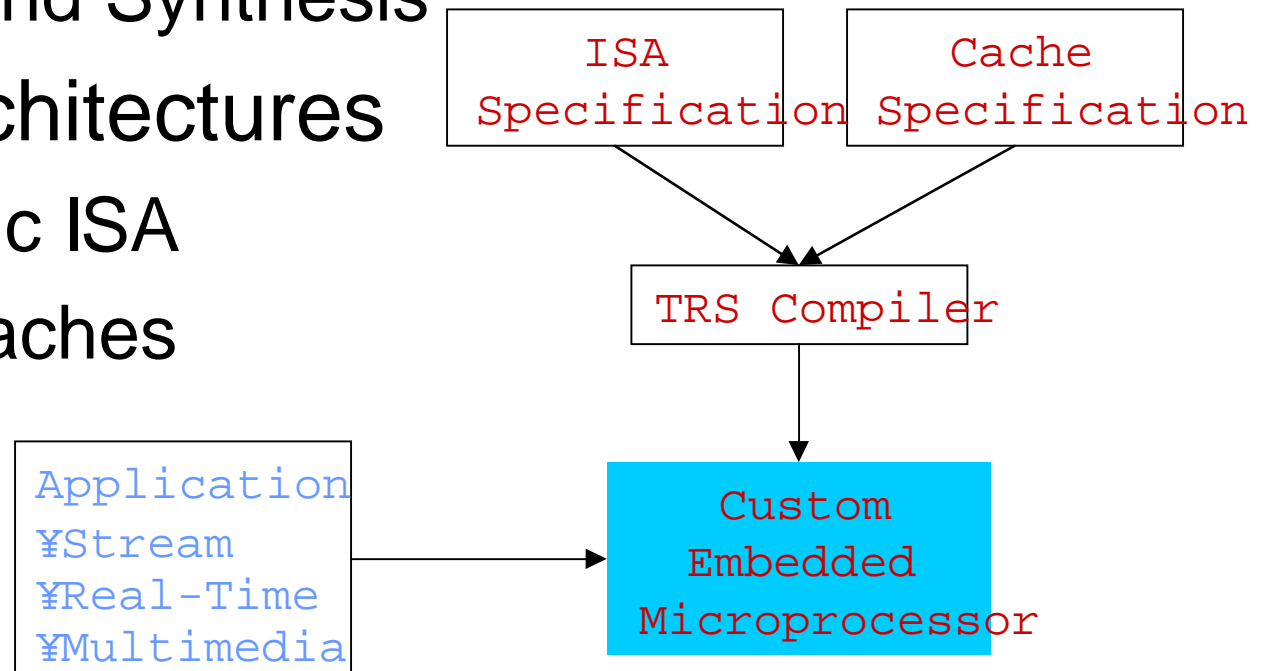 nd Synthesis
chitectures
c ISA
aches
ISA
Specification
Cache
Specification
TRS Compiler
Application
¥Stream
¥Real-Time
¥Multimedia
Custom
Embedded
Microprocessor